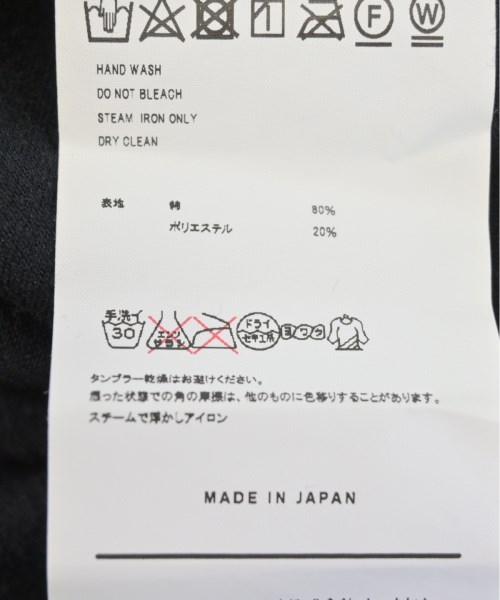 F W
HAND WASH
DO NOT BLEACH
STEAM IRON ONLY
DRY CLEAN
表地 綿 80%
ポリエステル 20%
手洗イ
30
エンソ
サラシ
ドライ
セキユ系
ヨワク
タンブラー乾燥はお避けください。
湿った状態での角の摩擦は、他のものに色移りすることがあります。
スチームで浮かしアイロン
MADE IN JAPAN